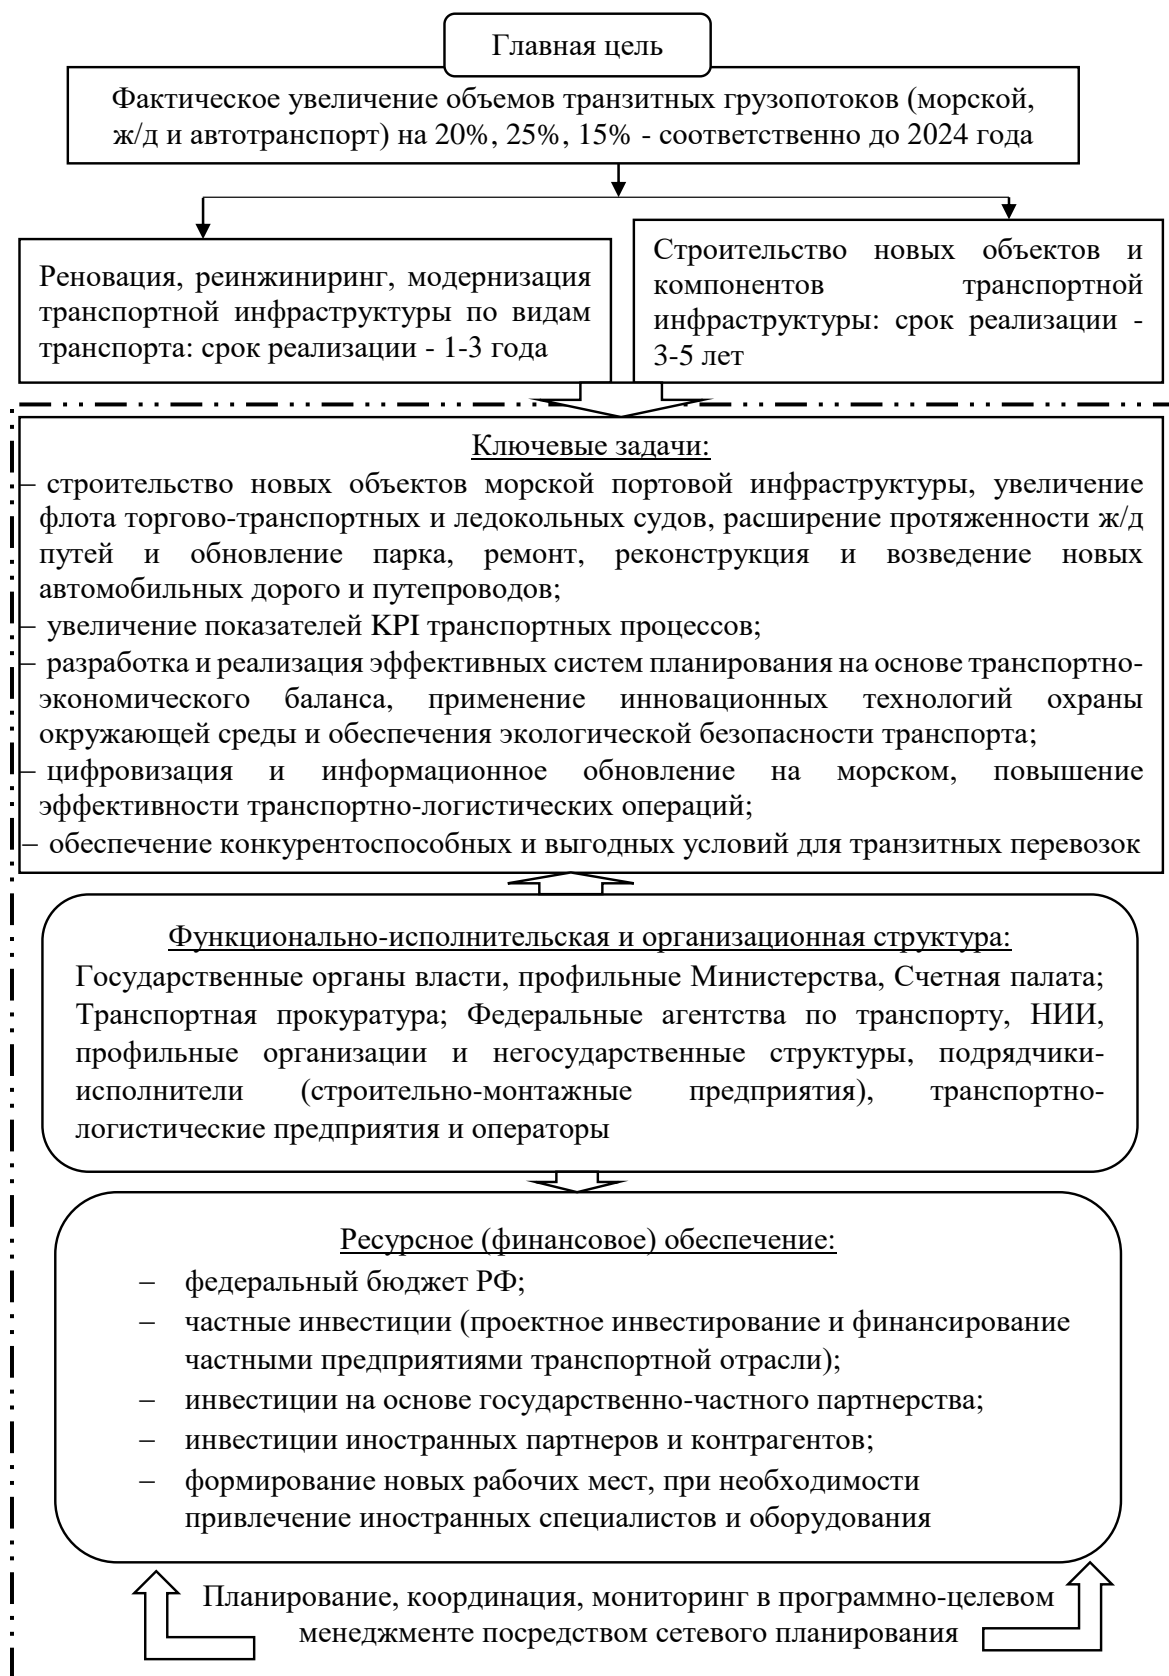 Главная цель
Фактическое увеличение объемов транзитных грузопотоков (морской,
ж/д и автотранспорт) на 20%, 25%, 15% - соответственно до 2024 года
Реновация, реинжиниринг, модернизация
транспортной инфраструктуры по видам
транспорта: срок реализации - 1-3 года
Строительство новых объектов и
компонентов транспортной
инфраструктуры: срок реализации -
3-5 лет
Ключевые задачи:
– строительство новых объектов морской портовой инфраструктуры, увеличение
флота торгово-транспортных и ледокольных судов, расширение протяженности ж/д
путей и обновление парка, ремонт, реконструкция и возведение новых
автомобильных дорого и путепроводов;
– увеличение показателей KPI транспортных процессов;
– разработка и реализация эффективных систем планирования на основе транспортно-
экономического баланса, применение инновационных технологий охраны
окружающей среды и обеспечения экологической безопасности транспорта;
– цифровизация и информационное обновление на морском, повышение
эффективности транспортно-логистических операций;
– обеспечение конкурентоспособных и выгодных условий для транзитных перевозок
Функционально-исполнительская и организационная структура:
Государственные органы власти, профильные Министерства, Счетная палата;
Транспортная прокуратура; Федеральные агентства по транспорту, НИИ,
профильные организации и негосударственные структуры, подрядчики-
исполнители (строительно-монтажные предприятия), транспортно-
логистические предприятия и операторы
Ресурсное (финансовое) обеспечение:
– федеральный бюджет РФ;
– частные инвестиции (проектное инвестирование и финансирование
частными предприятиями транспортной отрасли);
– инвестиции на основе государственно-частного партнерства;
– инвестиции иностранных партнеров и контрагентов;
– формирование новых рабочих мест, при необходимости
привлечение иностранных специалистов и оборудования
Планирование, координация, мониторинг в программно-целевом
менеджменте посредством сетевого планирования